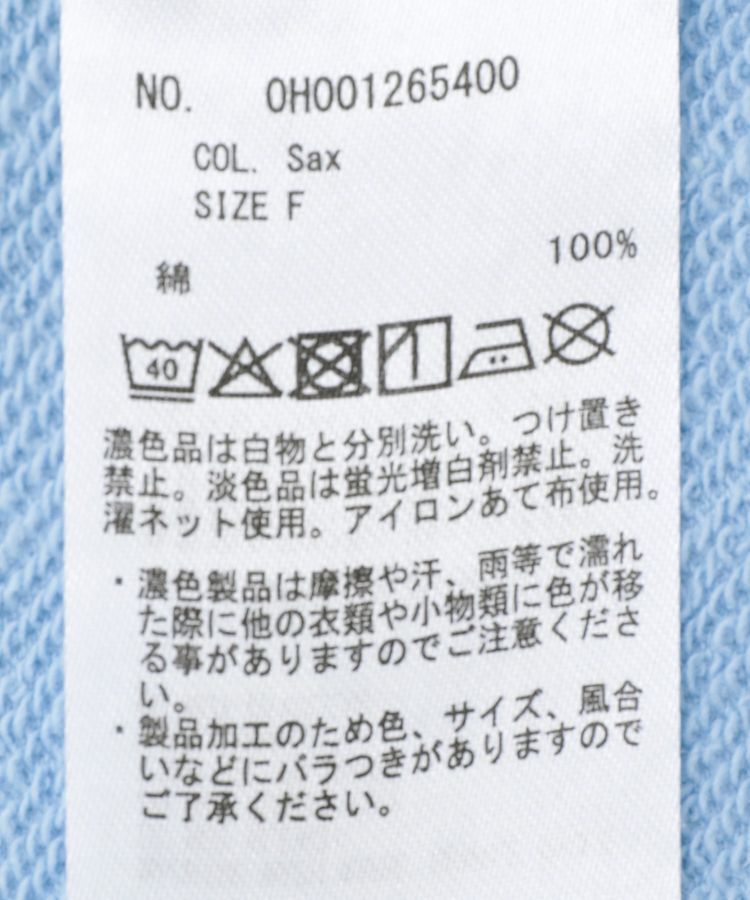 NO. OH001265400
COL. Sax
SIZE F
綿 100%
40
濃色品は白物と分別洗い。つけ置き
禁止。淡色品は蛍光増白剤禁止。洗
濯ネット使用。アイロンあて布使用。
・濃色製品は摩擦や汗、雨等で濡れ
た際に他の衣類や小物類に色が移
る事がありますのでご注意くださ
い。
・製品加工のため色、サイズ、風合
いなどにバラつきがありますので
ご了承ください。